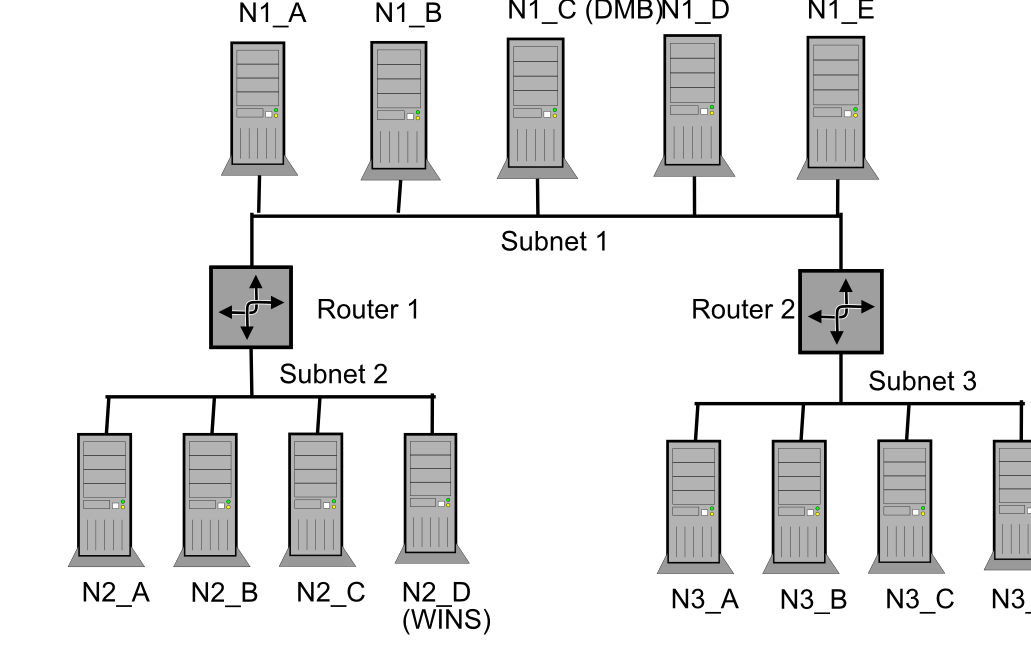 N1_A
N1_B
N1_C (DMB)
N1_D
N1_E
Subnet 1
Router 1
Router 2
Subnet 2
Subnet 3
N2_A
N2_B
N2_C
N2_D
(WINS)
N3_A
N3_B
N3_C
N3_